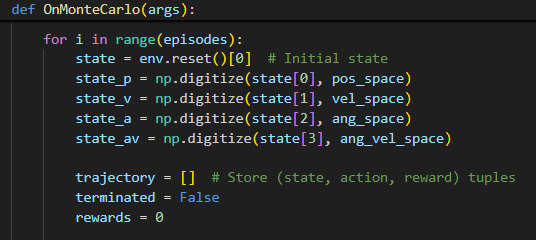 def OnMonteCarlo(args):
for i in range(episodes):
state = env.reset()[0]  # Initial state
state_p = np.digitize(state[0], pos_space)
state_v = np.digitize(state[1], vel_space)
state_a = np.digitize(state[2], ang_space)
state_av = np.digitize(state[3], ang_vel_space)
trajectory = []  # Store (state, action, reward) tuples
terminated = False
rewards = 0